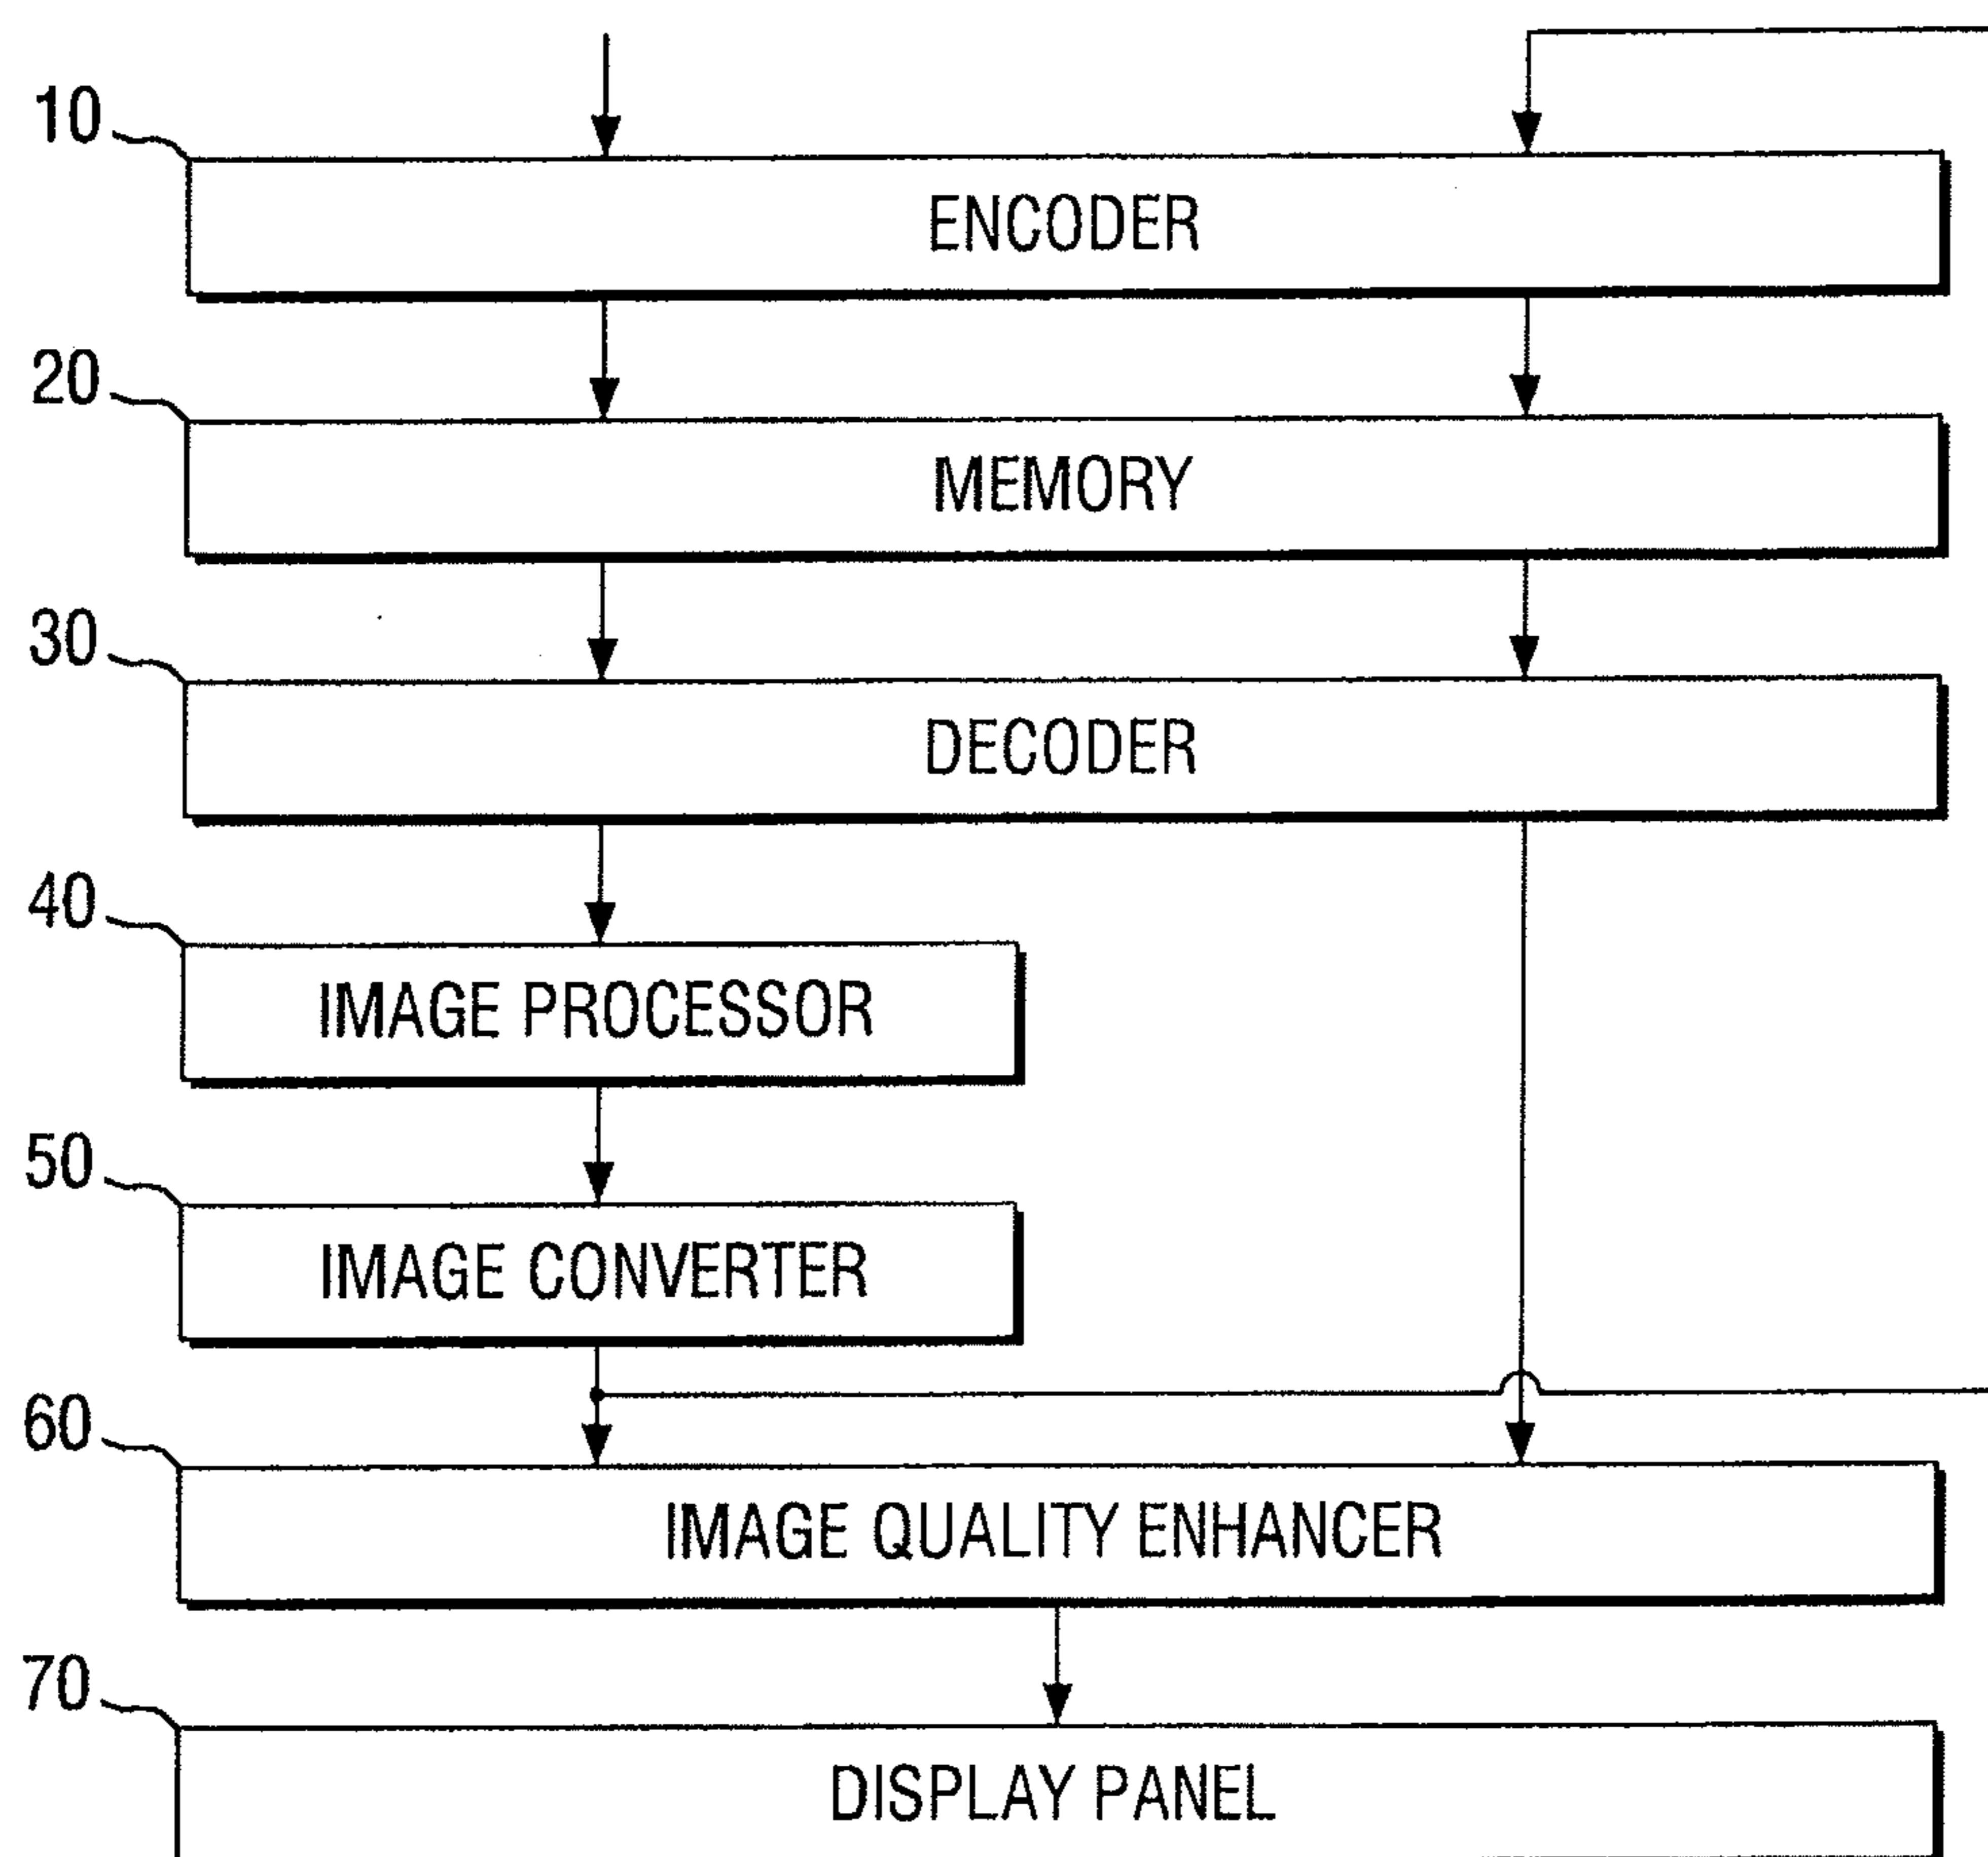 10
ENCODER
20
MEMORY
30
DECODER
40
IMAGE PROCESSOR
50
IMAGE CONVERTER
60
IMAGE QUALITY ENHANCER
70
DISPLAY PANEL